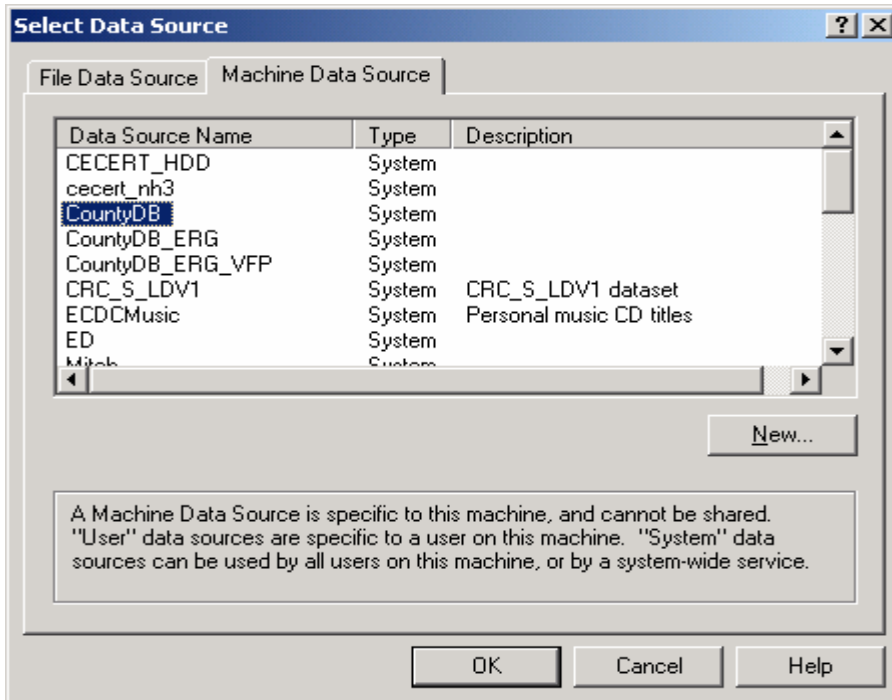 Select Data Source
File Data Source Machine Data Source
Data Source Name Type Description
CECERT_HDD System
cecert_nh3 System
CountyDB System
CountyDB_ERG System
CountyDB_ERG_VFP System
CRC_S_LDV1 System CRC_S_LDV1 dataset
ECDCMusic System Personal music CD titles
ED System
Mitch System
New...
A Machine Data Source is specific to this machine, and cannot be shared.
"User" data sources are specific to a user on this machine. "System" data
sources can be used by all users on this machine, or by a system-wide service.
OK Cancel Help